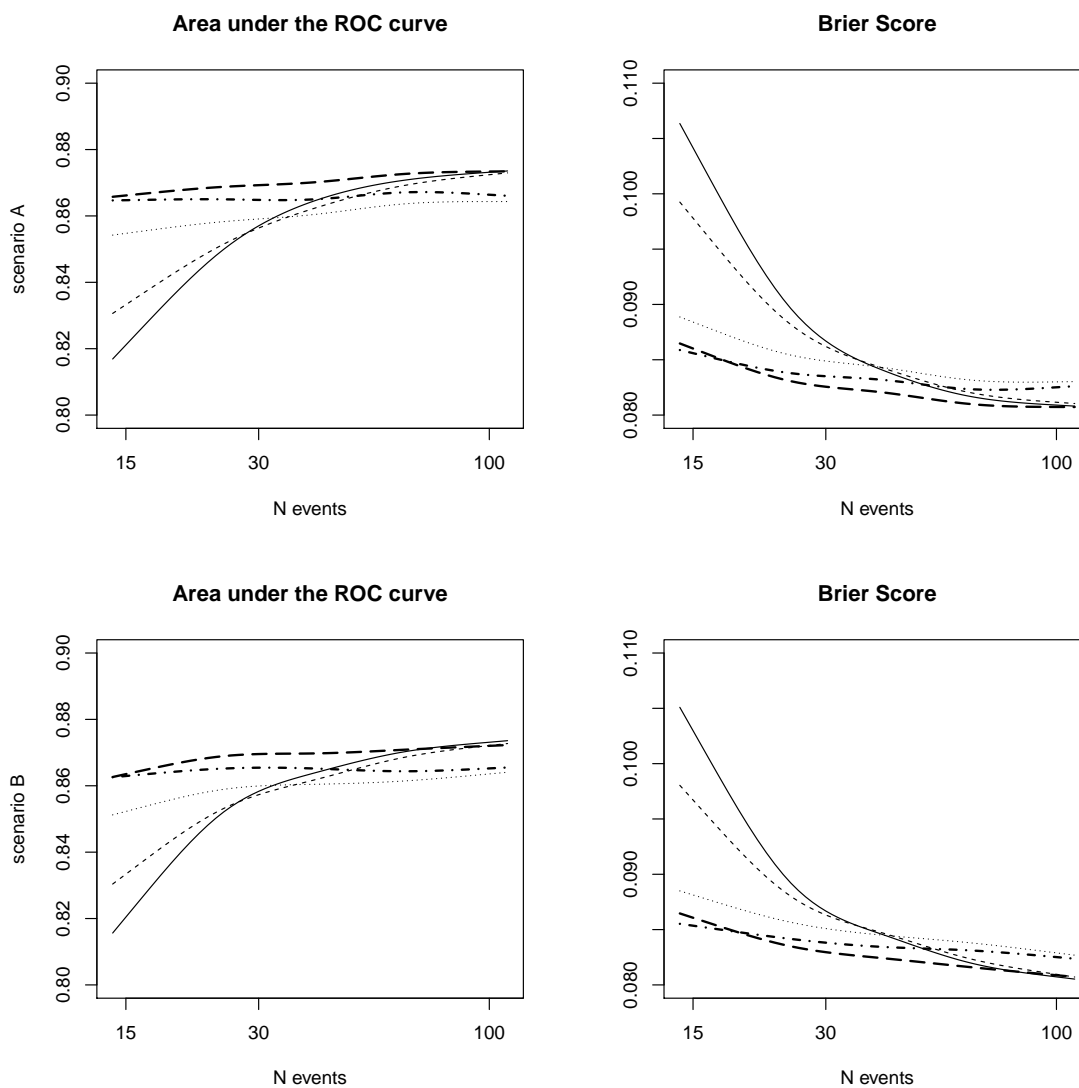 Area under the ROC curve
scenario A
0.90
0.88
0.86
0.84
0.82
0.80
15 30 100
N events
Brier Score
0.110
0.100
0.090
0.080
15 30 100
N events
Area under the ROC curve
scenario B
0.90
0.88
0.86
0.84
0.82
0.80
15 30 100
N events
Brier Score
0.110
0.100
0.090
0.080
15 30 100
N events